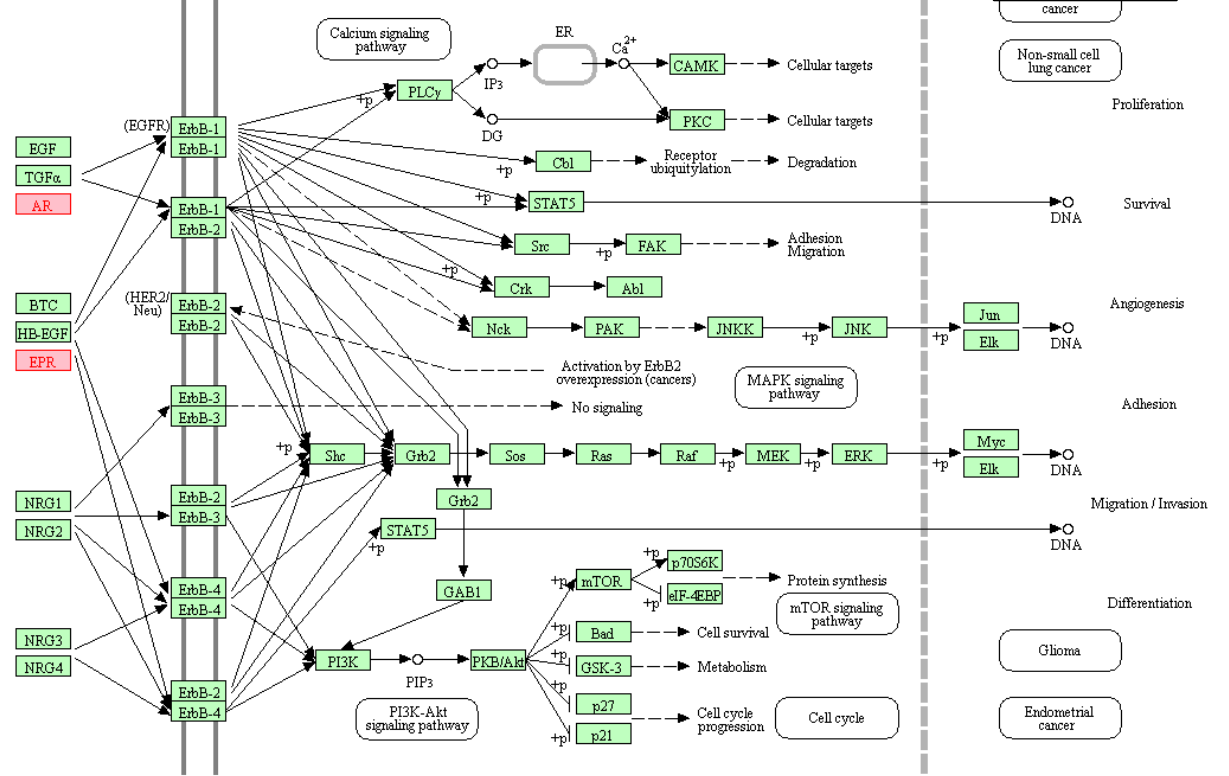 cancer
Calcium signaling
pathway
ER
Ca2+
IP3
CAMK
Cellular targets
Non-small cell
lung cancer
PLCγ
+p
DG
PKC
Cellular targets
Proliferation
(EGFR)
ErbB-1
ErbB-1
EGF
TGFα
AR
Cbl
+p
Receptor
ubiquitylation
Degradation
ErbB-1
ErbB-2
+p
STAT5
DNA
Survival
Src
+p
FAK
Adhesion
Migration
+p
Crk
Abl
BTC
HB-EGF
EPR
(HER2/
Neu)
ErbB-2
ErbB-2
Nck
PAK
JNKK
+p
JNK
+p
Jun
Elk
DNA
Angiogenesis
Activation by ErbB2
overexpression (cancers)
MAPK signaling
pathway
ErbB-3
ErbB-3
No signaling
Adhesion
+p
Shc
Grb2
Sos
Ras
Raf
+p
MEK
+p
ERK
+p
Myc
Elk
DNA
NRG1
NRG2
ErbB-2
ErbB-3
Grb2
STAT5
+p
DNA
Migration / Invasion
ErbB-4
ErbB-4
GAB1
+p
mTOR
+p
p70S6K
+p
eIF-4EBP
Protein synthesis
mTOR signaling
pathway
Differentiation
NRG3
NRG4
+p
Bad
Cell survival
Glioma
PI3K
PIP3
PKB/Akt
+p
GSK-3
Metabolism
ErbB-2
ErbB-4
PI3K-Akt
signaling pathway
+p
p27
+p
p21
Cell cycle
progression
Cell cycle
Endometrial
cancer